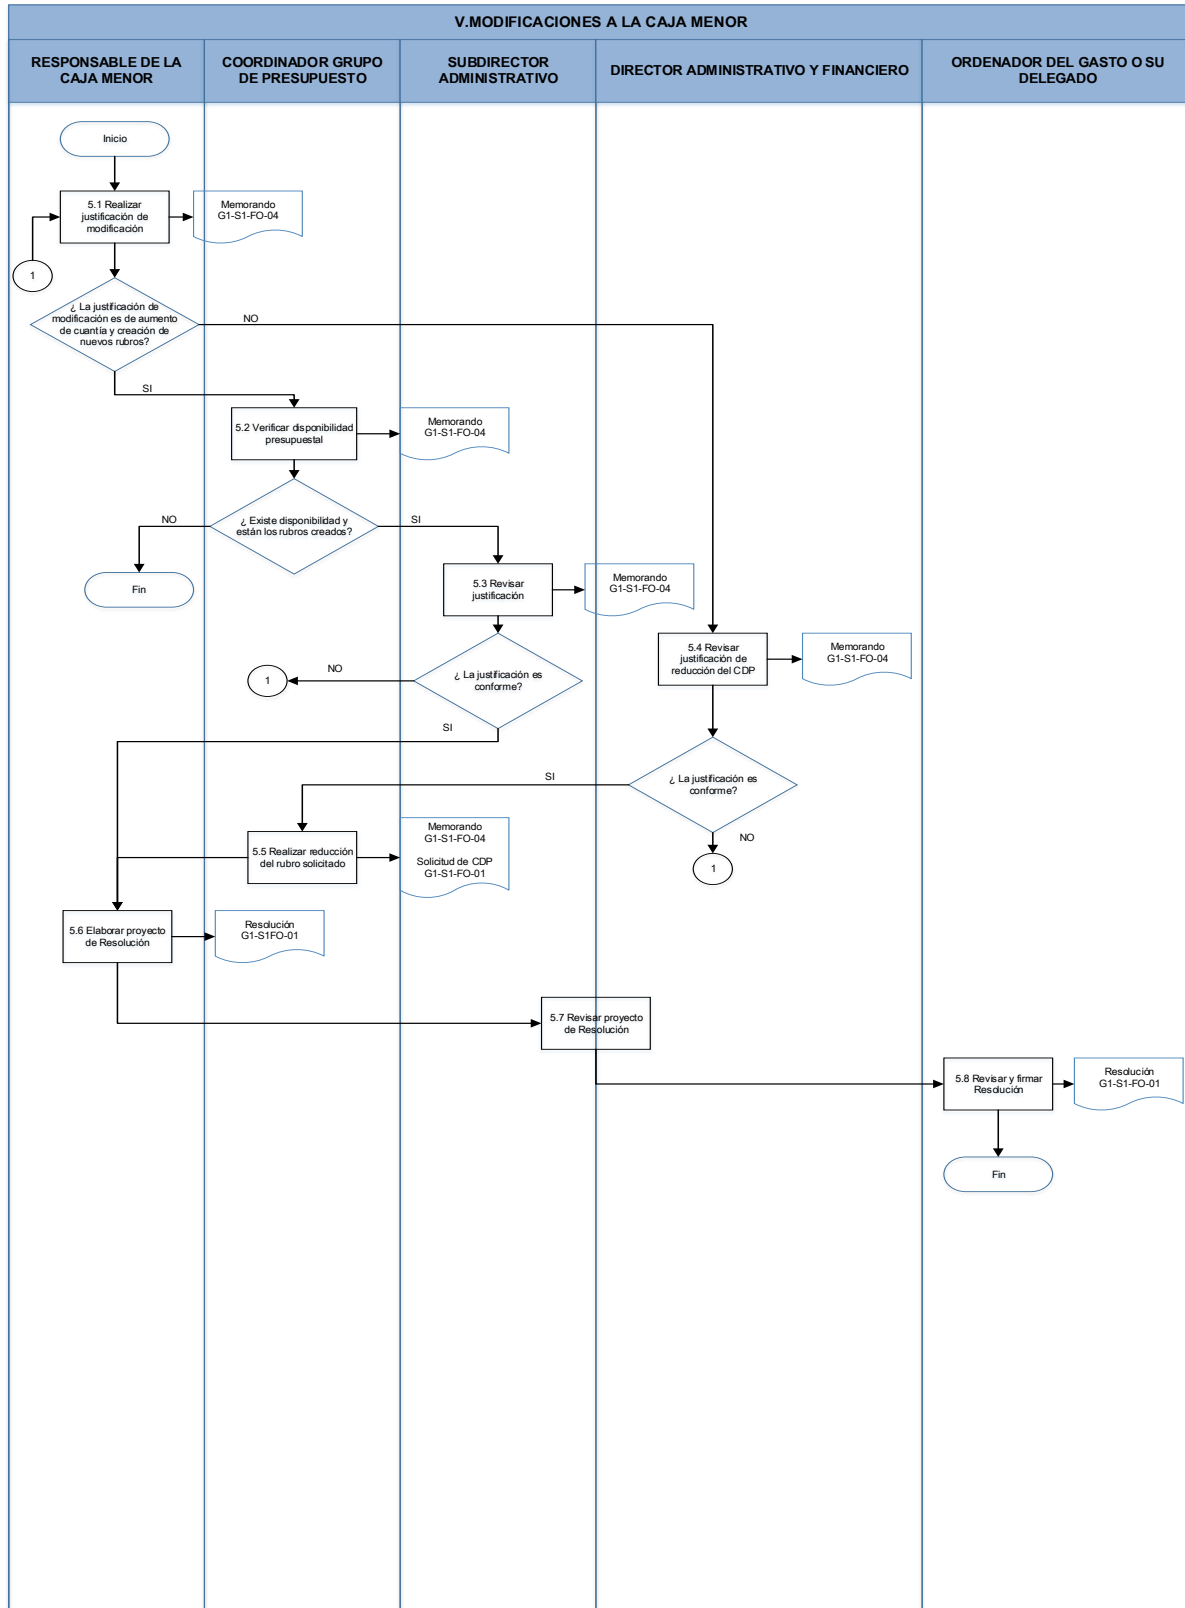 V.MODIFICACIONES A LA CAJA MENOR
RESPONSABLE DE LA
CAJA MENOR
COORDINADOR GRUPO
DE PRESUPUESTO
SUBDIRECTOR
ADMINISTRATIVO
DIRECTOR ADMINISTRATIVO Y FINANCIERO
ORDENADOR DEL GASTO O SU
DELEGADO
Inicio
5.1 Realizar
justificación de
modificación
Memorando
G1-S1-FO-04
1
¿ La justificación de
modificación es de aumento
de cuantía y creación de
nuevos rubros?
NO
SI
5.2 Verificar disponibilidad
presupuestal
Memorando
G1-S1-FO-04
¿ Existe disponibilidad y
están los rubros creados?
NO
SI
Fin
5.3 Revisar
justificación
Memorando
G1-S1-FO-04
5.4 Revisar
justificación de
reducción del CDP
Memorando
G1-S1-FO-04
¿ La justificación es
conforme?
NO
1
SI
¿ La justificación es
conforme?
SI
NO
1
5.5 Realizar reducción
del rubro solicitado
Memorando
G1-S1-FO-04
Solicitud de CDP
G1-S1-FO-01
5.6 Elaborar proyecto
de Resolución
Resolución
G1-S1FO-01
5.7 Revisar proyecto
de Resolución
5.8 Revisar y firmar
Resolución
Resolución
G1-S1-FO-01
Fin